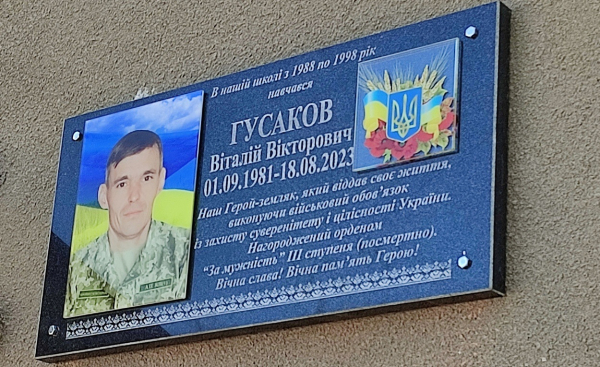 В нашій школі з 1988 по 1998 рік
навчався
ГУСАКОВ
Віталій Вікторович
01.09.1981-18.08.2023
Наш Герой-земляк, який віддав своє життя,
виконуючи військовий обов'язок
із захисту суверенітету і цілісності України.
Нагороджений орденом
"За мужність" III ступеня (посмертно).
Вічна слава! Вічна пам'ять Герою!